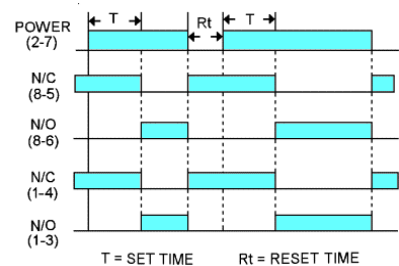 T
Rt
T
POWER
(2-7)
N/C
(8-5)
N/O
(8-6)
N/C
(1-4)
N/O
(1-3)
T = SET TIME
Rt = RESET TIME